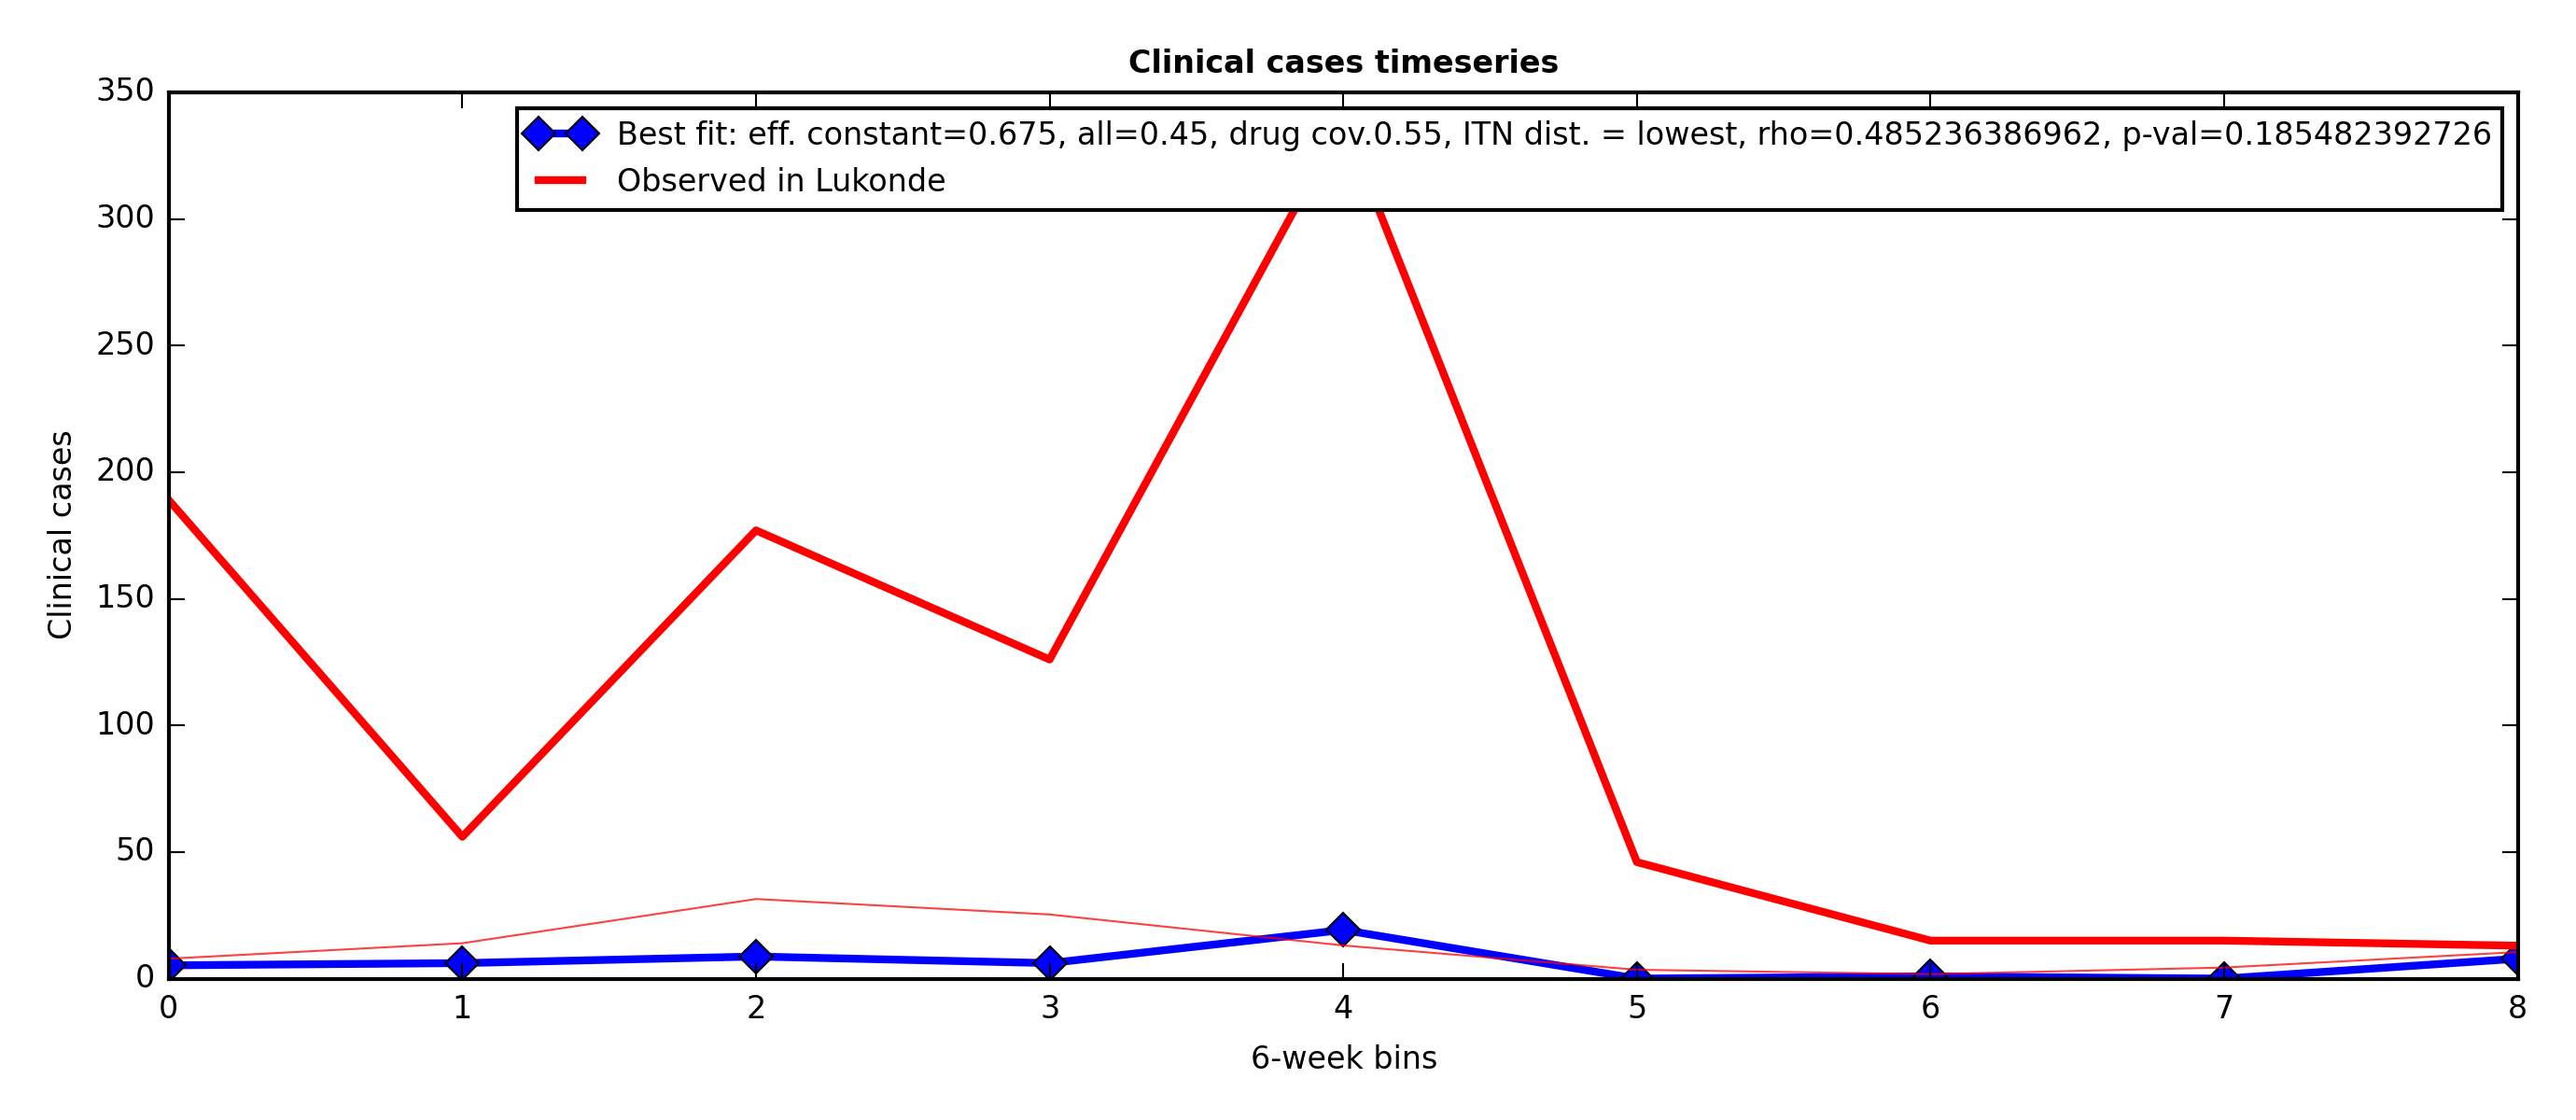 Clinical cases timeseries
350
300
250
200
150
100
50
0
Clinical cases
Best fit: eff. constant=0.675, all=0.45, drug cov.0.55, ITN dist. = lowest, rho=0.485236386962, p-val=0.185482392726
Observed in Lukonde
0 1 2 3 4 5 6 7 8
6-week bins